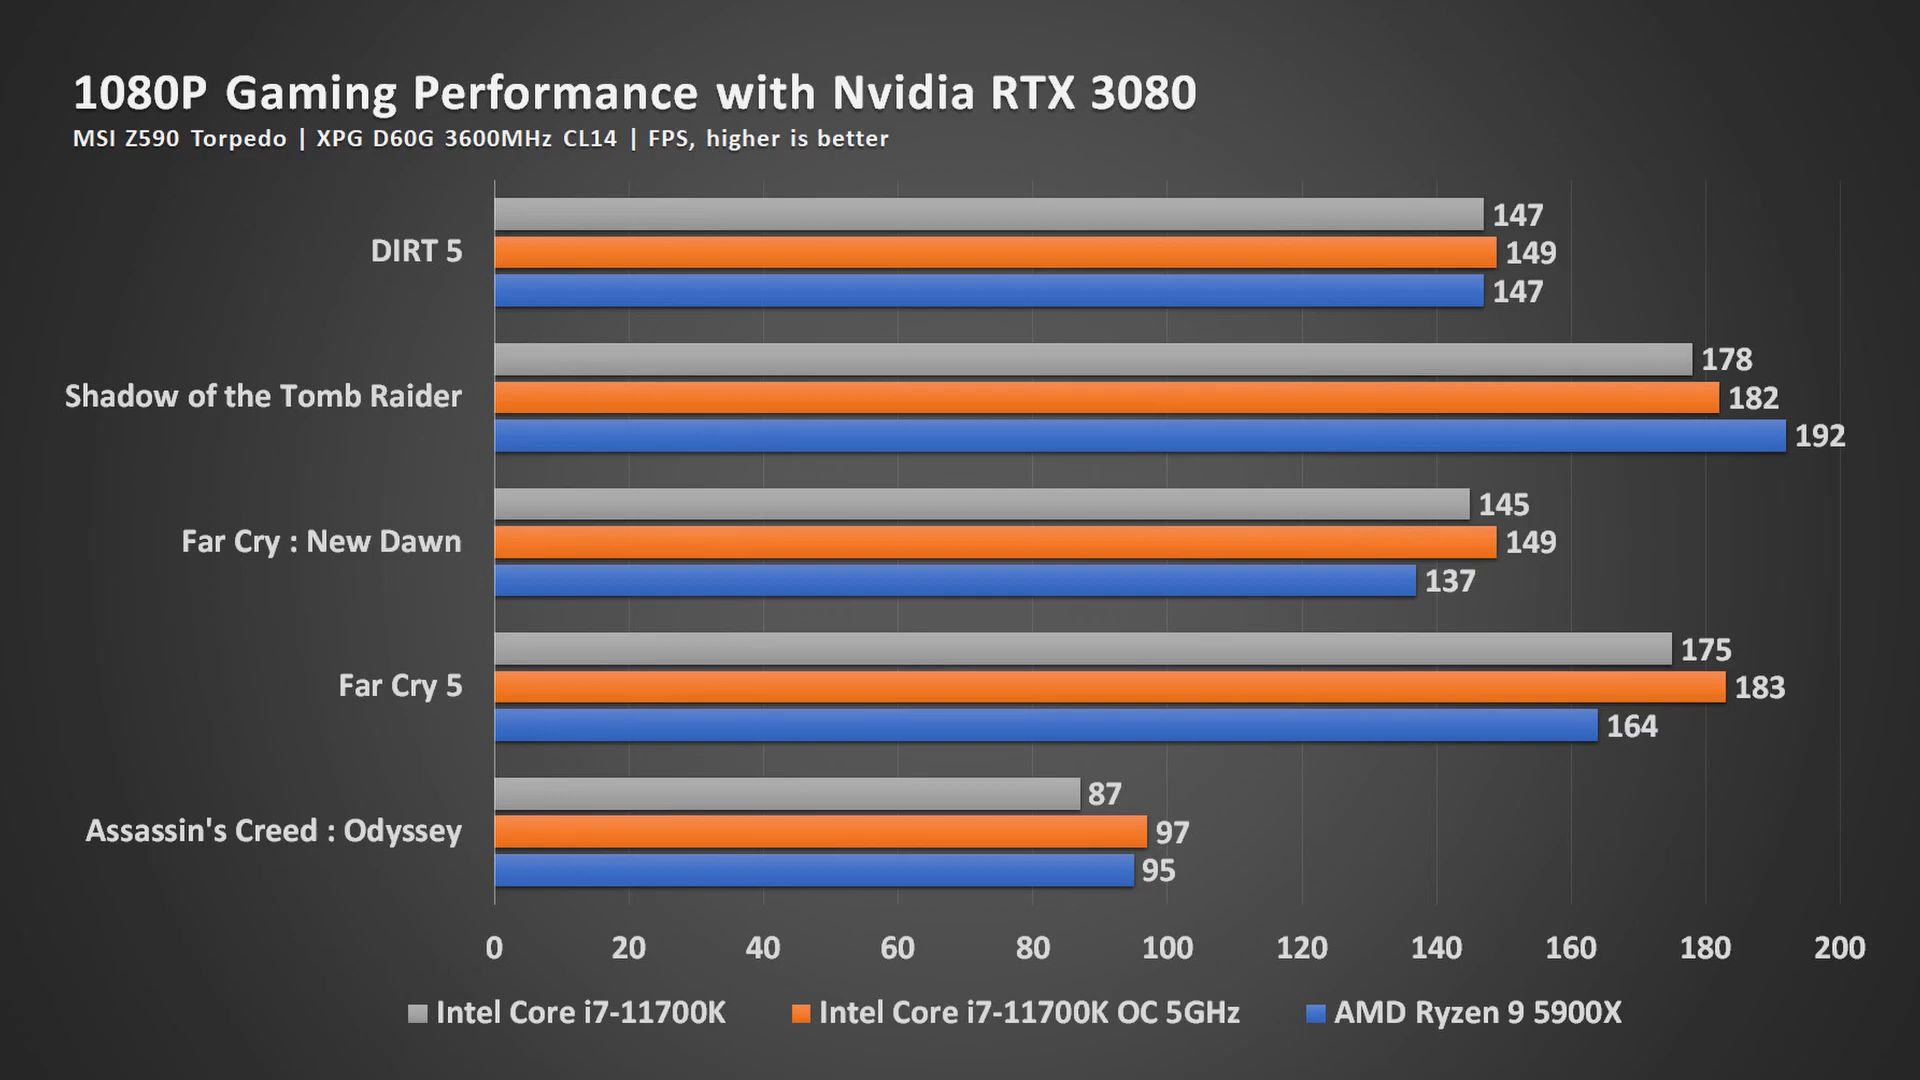 1080P Gaming Performance with Nvidia RTX 3080
MSI Z590 Torpedo | XPG D60G 3600MHz CL14 | FPS, higher is better
DIRT 5
147
149
147
Shadow of the Tomb Raider
178
182
192
Far Cry : New Dawn
145
149
137
Far Cry 5
175
183
164
Assassin's Creed : Odyssey
87
97
95
0 20 40 60 80 100 120 140 160 180 200
Intel Core i7-11700K Intel Core i7-11700K OC 5GHz AMD Ryzen 9 5900X